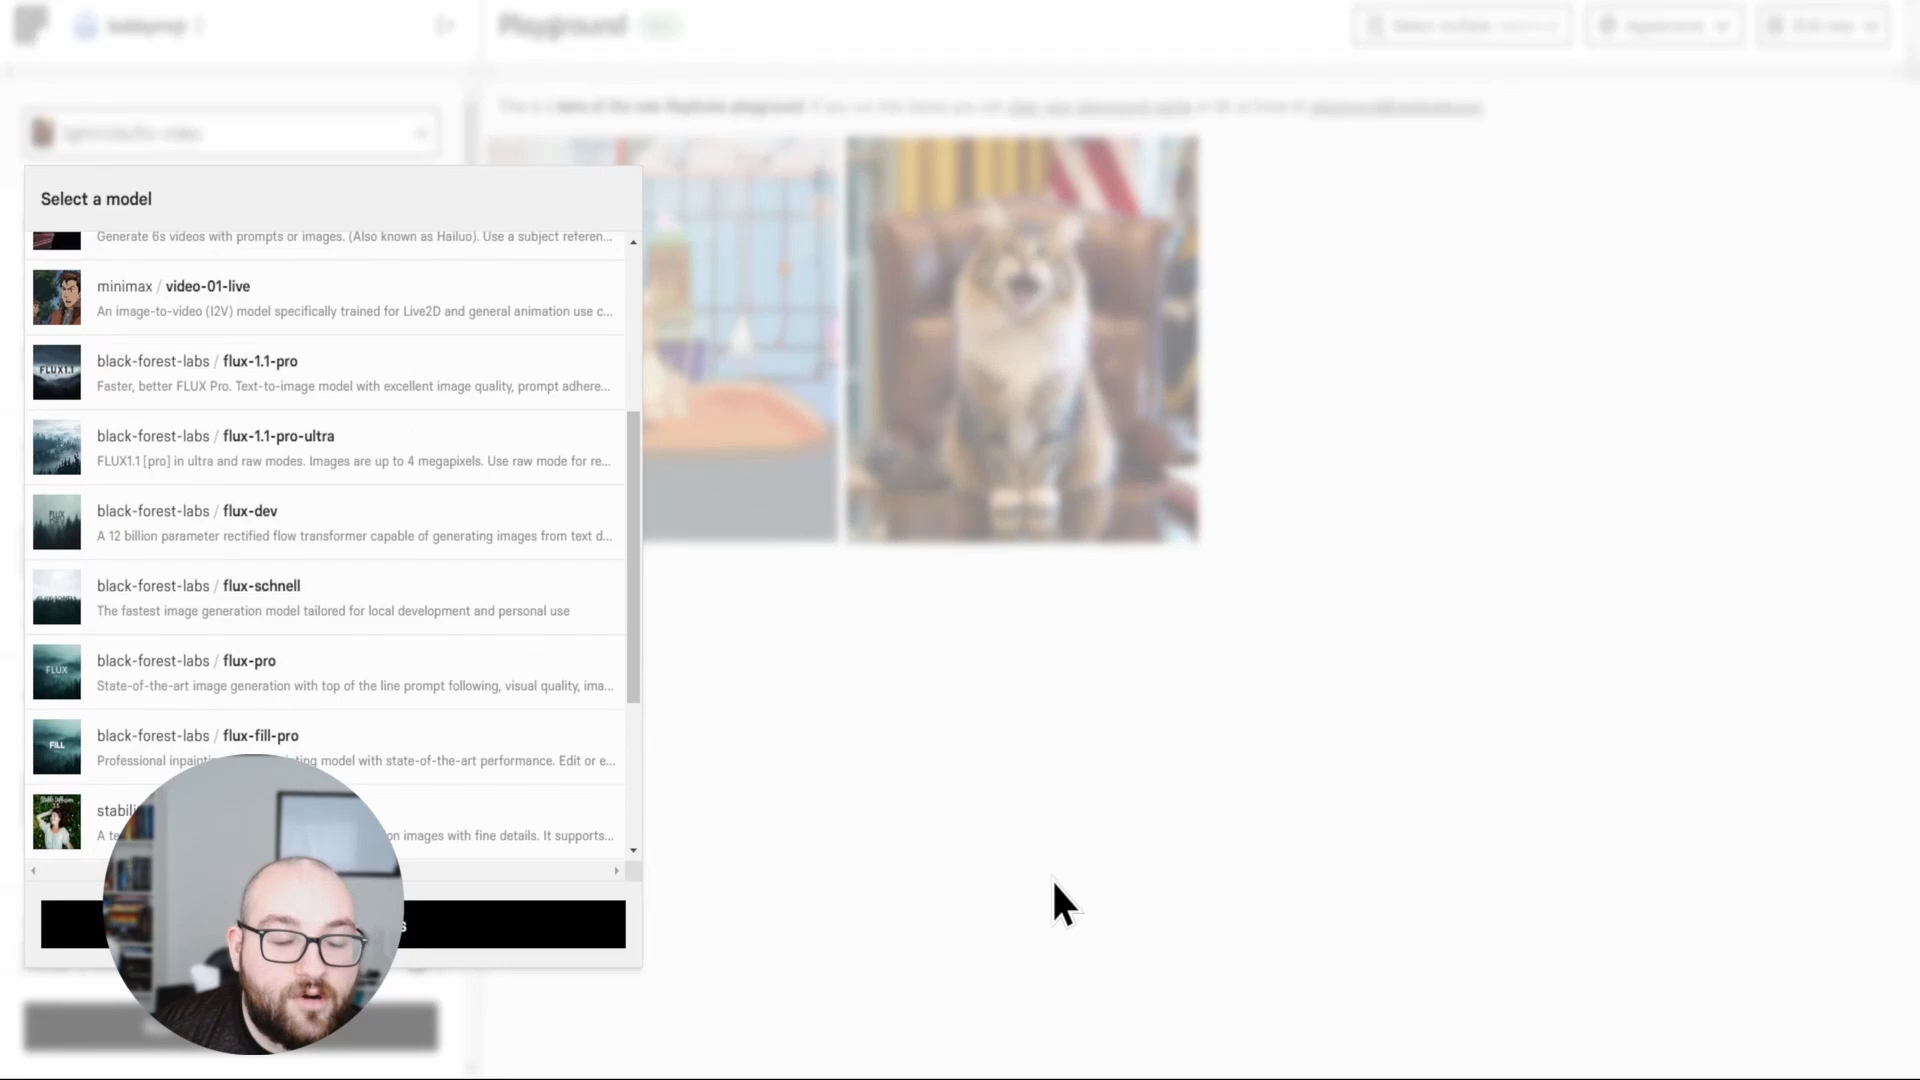 Playground
Select a model
Generate 6s videos with prompts or images. (Also known as Hailuo). Use a subject referen...
minimax / video-01-live
An image-to-video (I2V) model specifically trained for Live2D and general animation use c...
black-forest-labs / flux-1.1-pro
FLUX1.1
Faster, better FLUX Pro. Text-to-image model with excellent image quality, prompt adhere...
black-forest-labs / flux-1.1-pro-ultra
FLUX1.1 [pro] in ultra and raw modes. Images are up to 4 megapixels. Use raw mode for re...
black-forest-labs / flux-dev
FLUX
DEV
A 12 billion parameter rectified flow transformer capable of generating images from text d...
black-forest-labs / flux-schnell
The fastest image generation model tailored for local development and personal use
black-forest-labs / flux-pro
FLUX
State-of-the-art image generation with top of the line prompt following, visual quality, ima...
black-forest-labs / flux-fill-pro
FILL
Professional model with state-of-the-art performance. Edit or e...
on images with fine details. It supports...